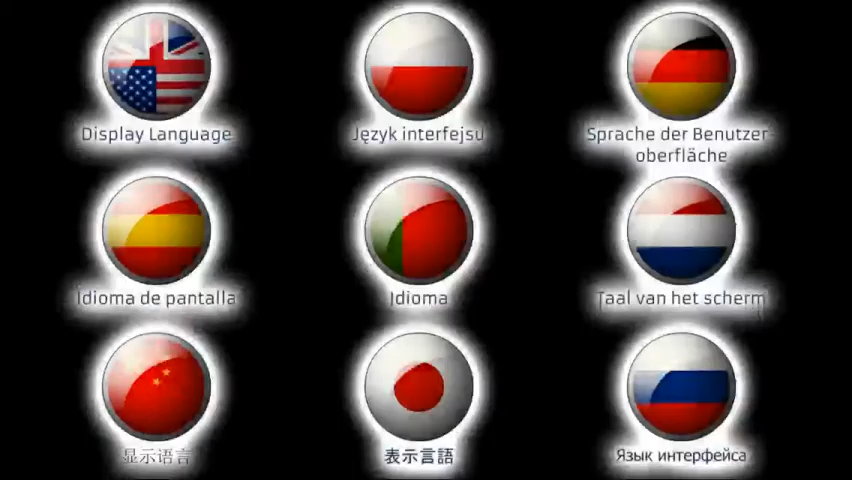 Display Language
Język interfejsu
Sprache der Benutzer-
oberfläche
Idioma de pantalla
Idioma
Taal van het scherm
显示语言
表示言語
Язык интерфейса